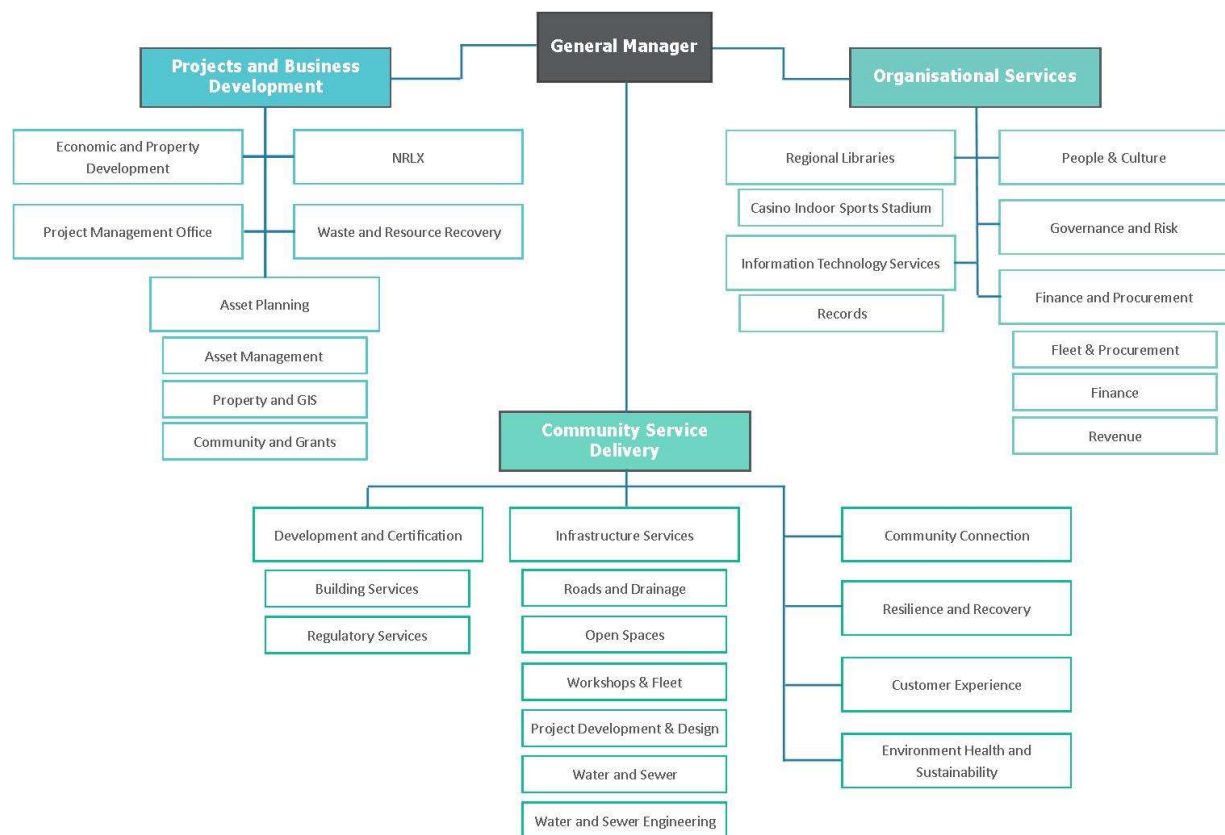 General Manager
Projects and Business
Development
Organisational Services
Economic and Property
Development
NRLX
Project Management Office
Waste and Resource Recovery
Asset Planning
Asset Management
Property and GIS
Community and Grants
Regional Libraries
People & Culture
Casino Indoor Sports Stadium
Governance and Risk
Information Technology Services
Finance and Procurement
Records
Fleet & Procurement
Finance
Revenue
Community Service
Delivery
Development and Certification
Building Services
Regulatory Services
Infrastructure Services
Roads and Drainage
Open Spaces
Workshops & Fleet
Project Development & Design
Water and Sewer
Water and Sewer Engineering
Community Connection
Resilience and Recovery
Customer Experience
Environment Health and
Sustainability